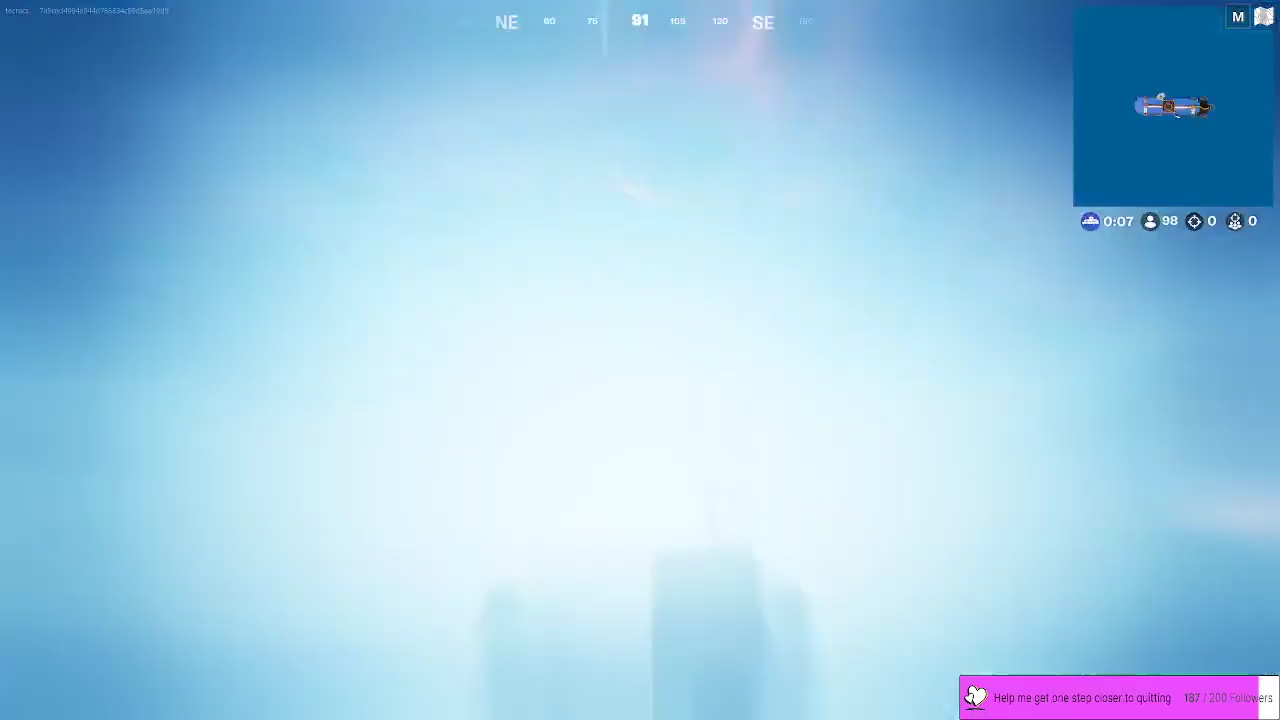 NE 60 75 91 105 120 SE
M
0:07 98 0 0
Help me get one step closer to quitting 187 / 200 Followers